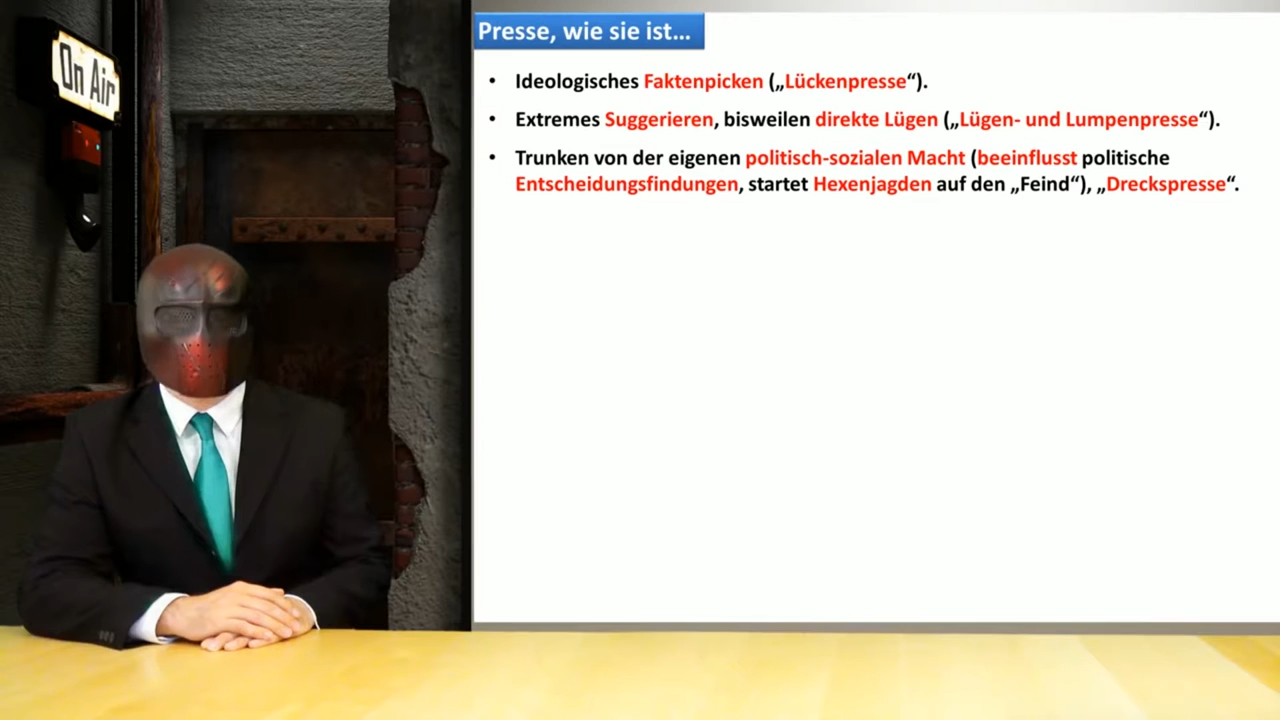 On Air
Presse, wie sie ist...
• Ideologisches Faktenpicken („Lückenpresse“).
• Extremes Suggerieren, bisweilen direkte Lügen („Lügen- und Lumpenpresse“).
• Trunken von der eigenen politisch-sozialen Macht (beeinflusst politische
Entscheidungsfindungen, startet Hexenjagden auf den „Feind“), „Dreckspresse“.